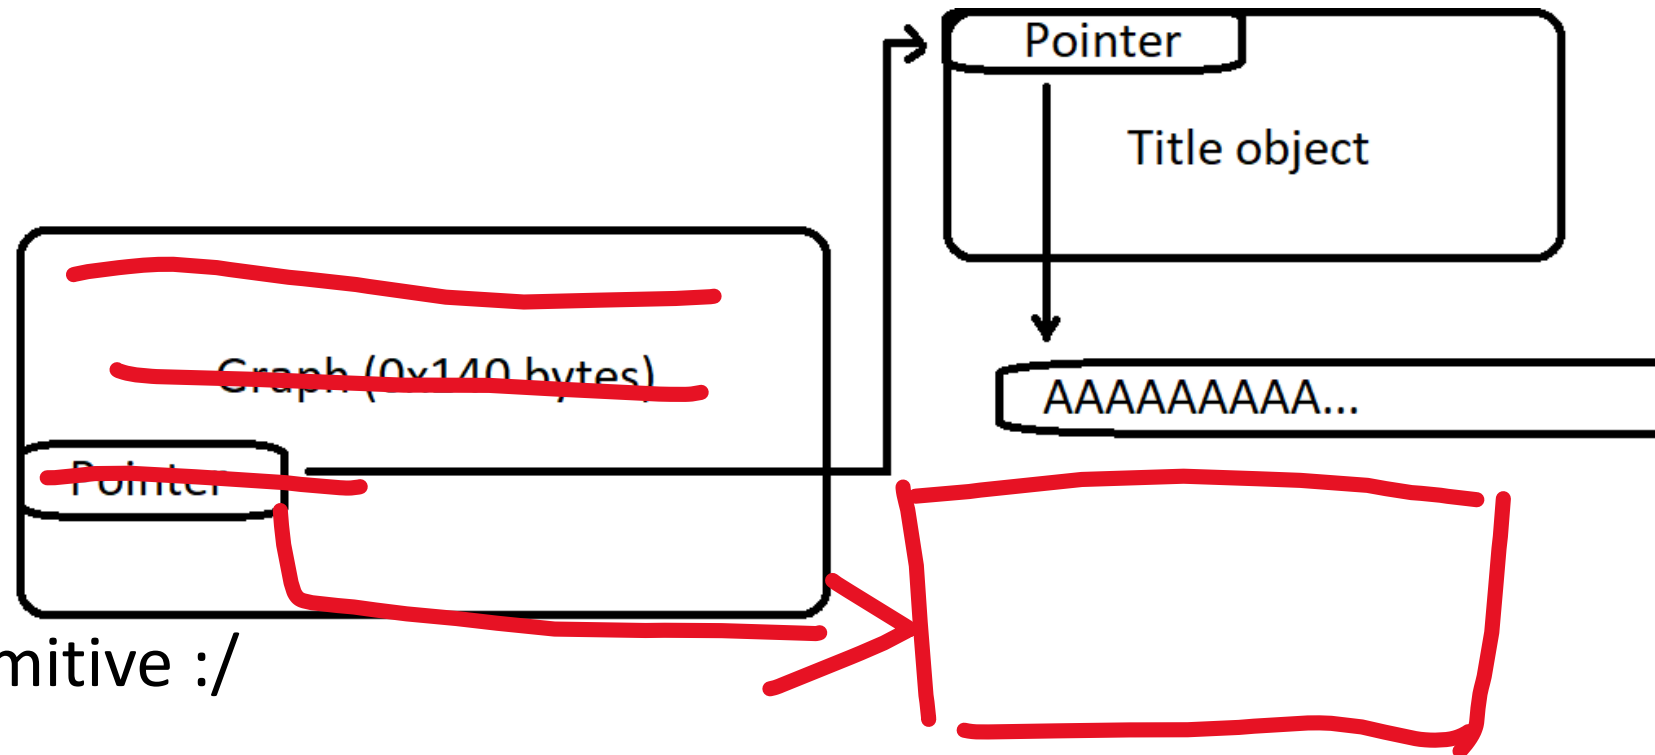 Pointer
Title object
Graph (0x140 bytes)
AAAAAAAAA...
Pointer
mitive :/